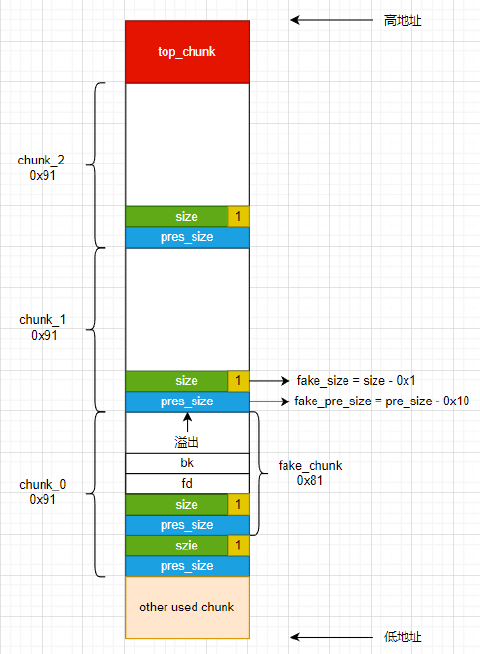 高地址
top_chunk
chunk_2
0x91
size 1
pres_size
chunk_1
0x91
size 1
fake_size = size - 0x1
pres_size
fake_pre_size = pre_size - 0x10
溢出
bk
fd
fake_chunk
0x81
chunk_0
0x91
size 1
pres_size
szie 1
pres_size
other used chunk
低地址